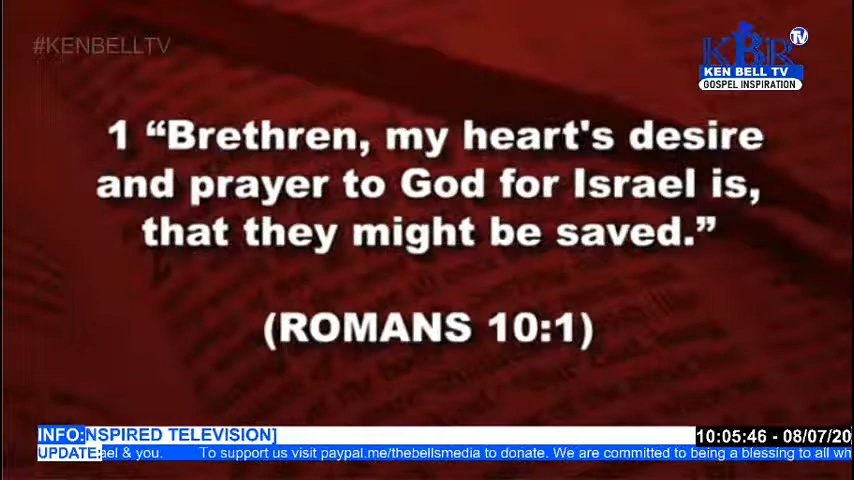 #KENBELLTV
KBR TV
KEN BELL TV
GOSPEL INSPIRATION
1 “Brethren, my heart's desire
and prayer to God for Israel is,
that they might be saved.”
(ROMANS 10:1)
INFO: NSPIRED TELEVISION]
10:05:46 - 08/07/20
UPDATE: ael & you. To support us visit paypal.me/thebellsmedia to donate. We are committed to being a blessing to all wh